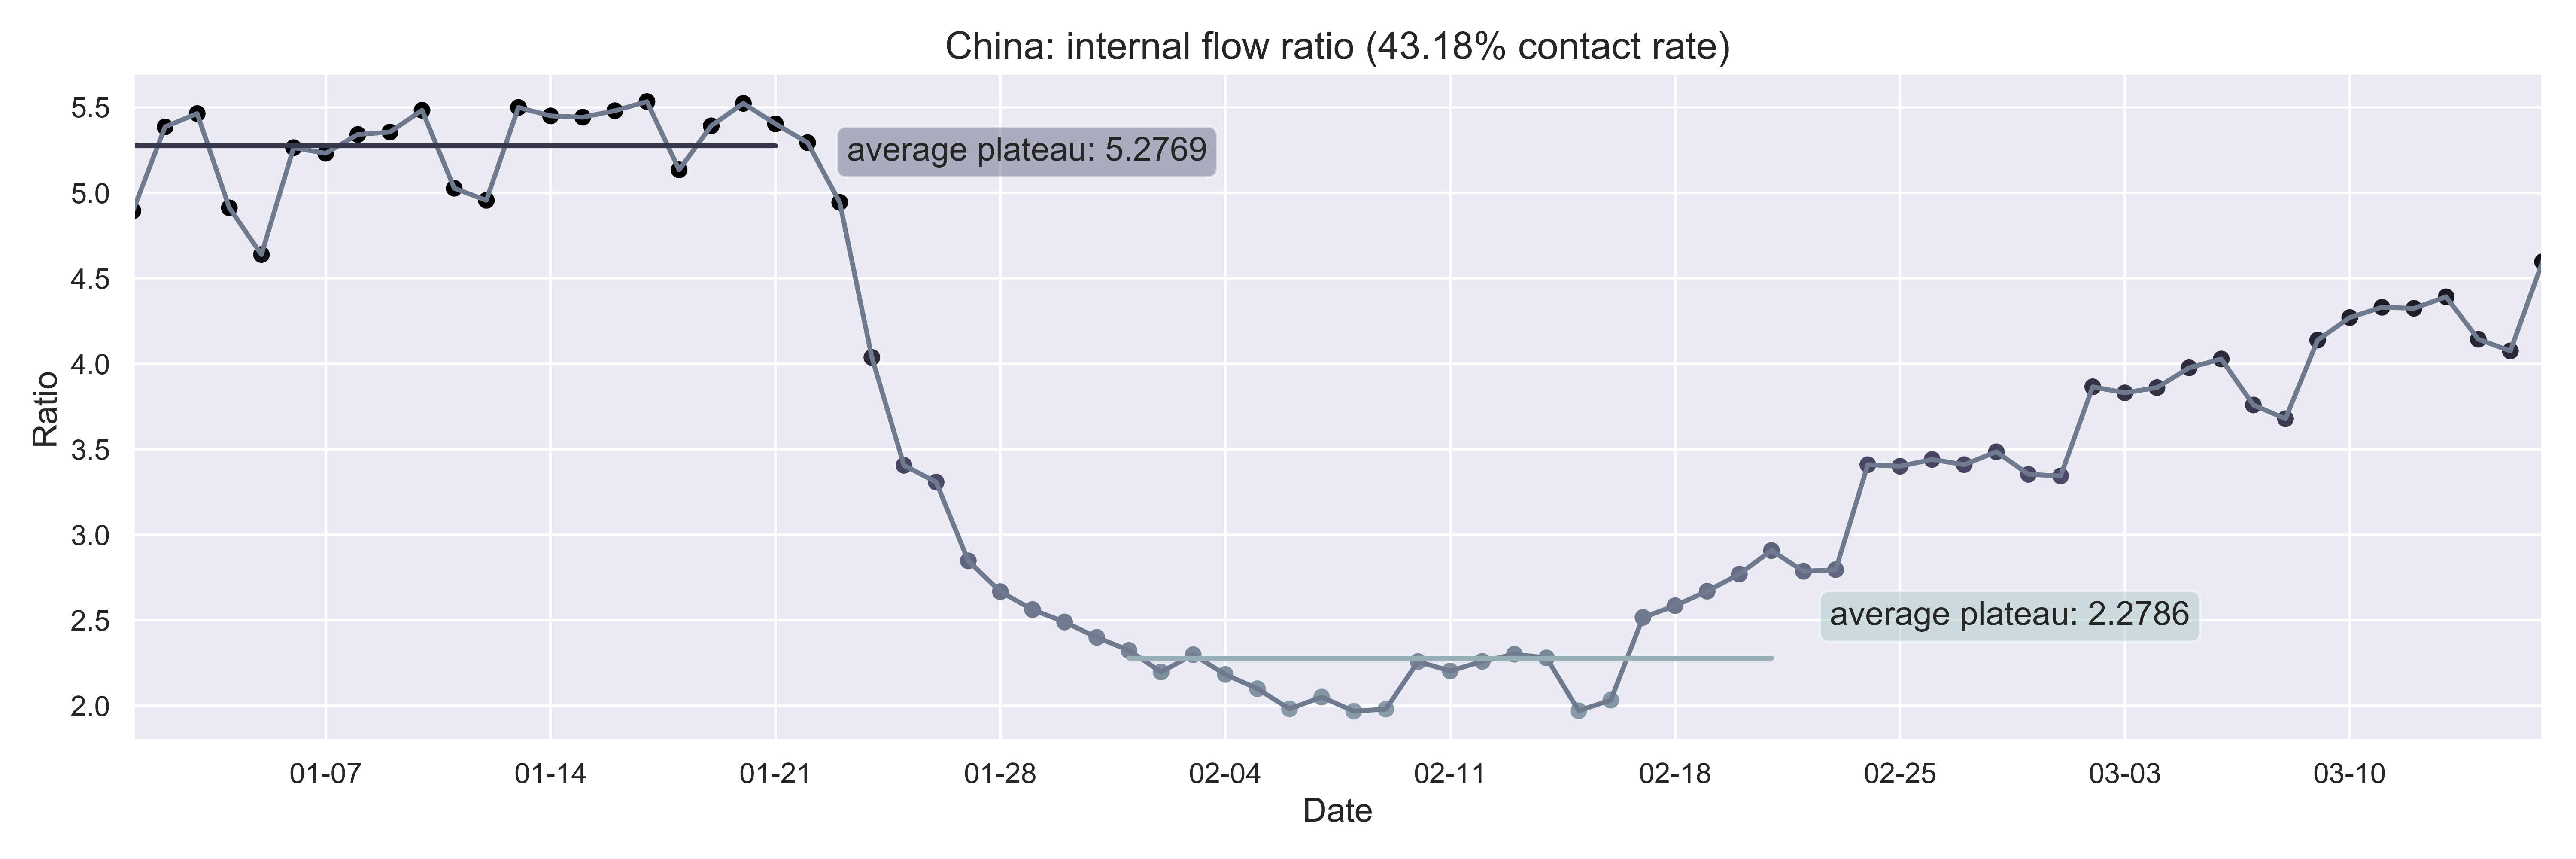 China: internal flow ratio (43.18% contact rate)
5.5
5.0
4.5
4.0
3.5
3.0
2.5
2.0
Ratio
average plateau: 5.2769
average plateau: 2.2786
01-07 01-14 01-21 01-28 02-04 02-11 02-18 02-25 03-03 03-10
Date